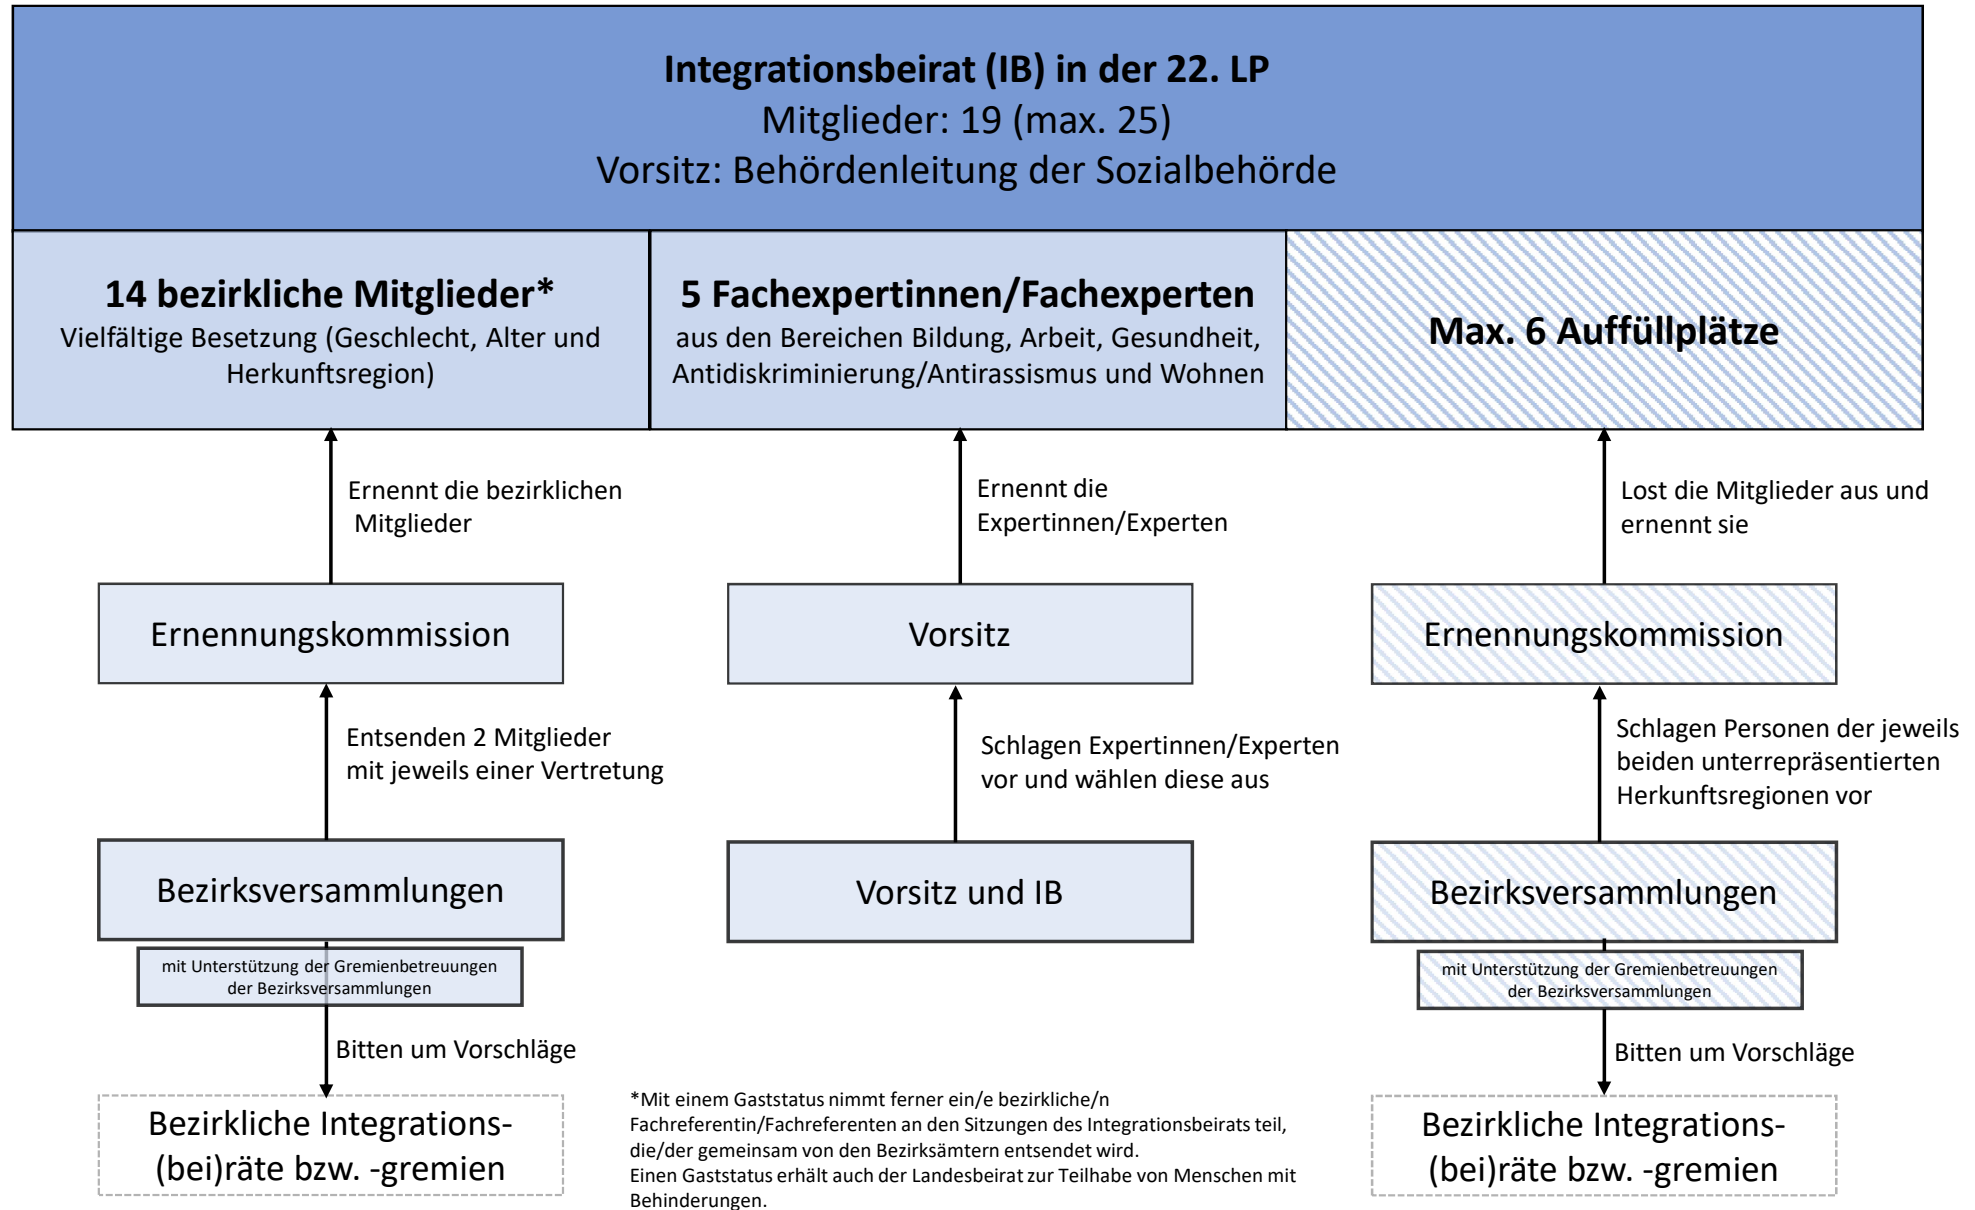 Integrationsbeirat (IB) in der 22. LP
Mitglieder: 19 (max. 25)
Vorsitz: Behördenleitung der Sozialbehörde
14 bezirkliche Mitglieder*
Vielfältige Besetzung (Geschlecht, Alter und
Herkunftsregion)
5 Fachexpertinnen/Fachexperten
aus den Bereichen Bildung, Arbeit, Gesundheit,
Antidiskriminierung/Antirassismus und Wohnen
Max. 6 Auffüllplätze
Ernennt die bezirklichen
Mitglieder
Ernennt die
Expertinnen/Experten
Lost die Mitglieder aus und
ernennt sie
Ernennungskommission
Vorsitz
Ernennungskommission
Entsenden 2 Mitglieder
mit jeweils einer Vertretung
Schlagen Expertinnen/Experten
vor und wählen diese aus
Schlagen Personen der jeweils
beiden unterrepräsentierten
Herkunftsregionen vor
Bezirksversammlungen
Vorsitz und IB
Bezirksversammlungen
mit Unterstützung der Gremienbetreuungen
der Bezirksversammlungen
mit Unterstützung der Gremienbetreuungen
der Bezirksversammlungen
Bitten um Vorschläge
Bitten um Vorschläge
Bezirkliche Integrations-
(bei)räte bzw. -gremien
*Mit einem Gaststatus nimmt ferner ein/e bezirkliche/n
Fachreferentin/Fachreferenten an den Sitzungen des Integrationsbeirats teil,
die/der gemeinsam von den Bezirksämtern entsendet wird.
Einen Gaststatus erhält auch der Landesbeirat zur Teilhabe von Menschen mit
Behinderungen.
Bezirkliche Integrations-
(bei)räte bzw. -gremien